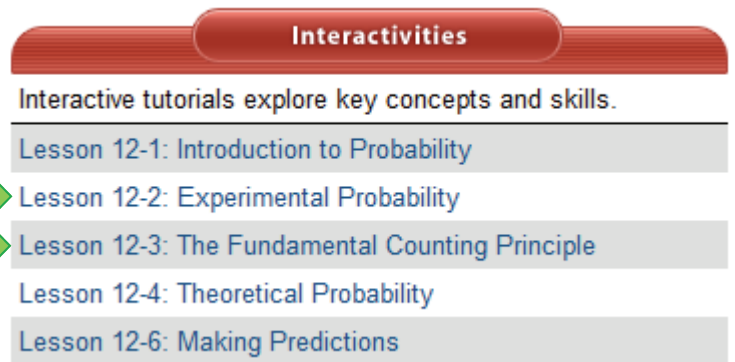 Interactivities
Interactive tutorials explore key concepts and skills.
Lesson 12-1: Introduction to Probability
Lesson 12-2: Experimental Probability
Lesson 12-3: The Fundamental Counting Principle
Lesson 12-4: Theoretical Probability
Lesson 12-6: Making Predictions